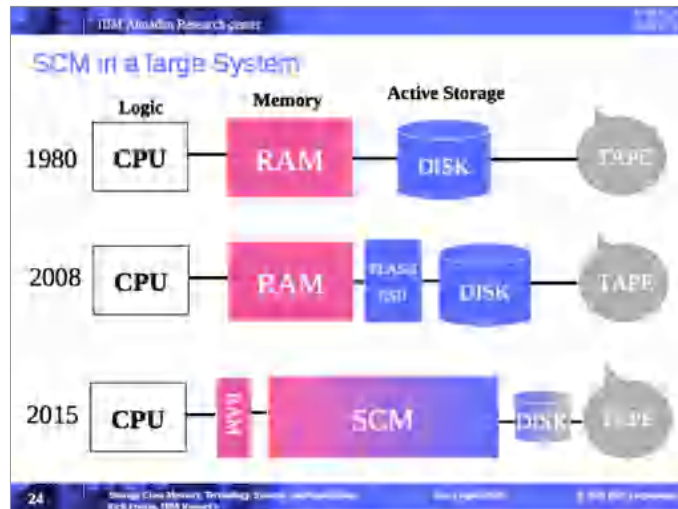 IBM Almaden Research center
SCM in a large System
Logic
Memory
Active Storage
1980
CPU
RAM
DISK
TAPE
2008
CPU
RAM
FLASH
SSD
DISK
TAPE
2015
CPU
RAM
SCM
DISK
TAPE
24